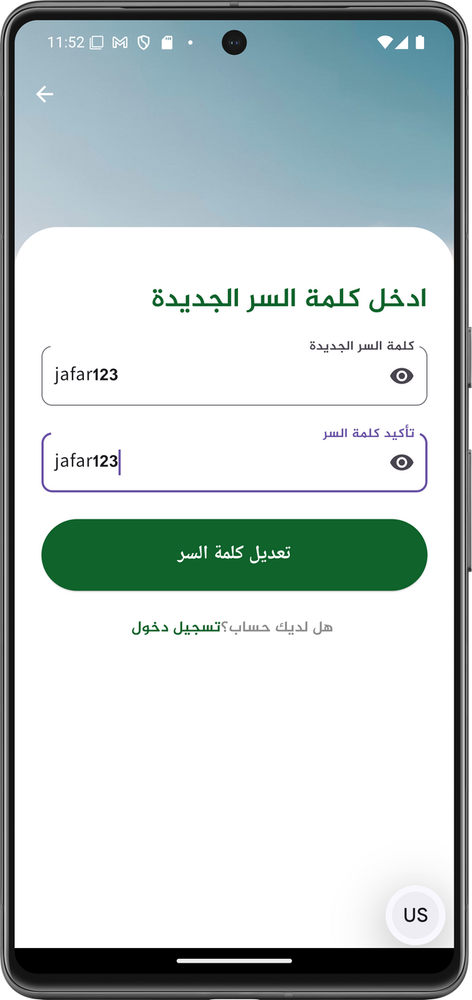 11:52
ادخل كلمة السر الجديدة
كلمة السر الجديدة
jafar123
تأكيد كلمة السر
jafar123
تعديل كلمة السر
هل لديك حساب؟تسجيل دخول
US